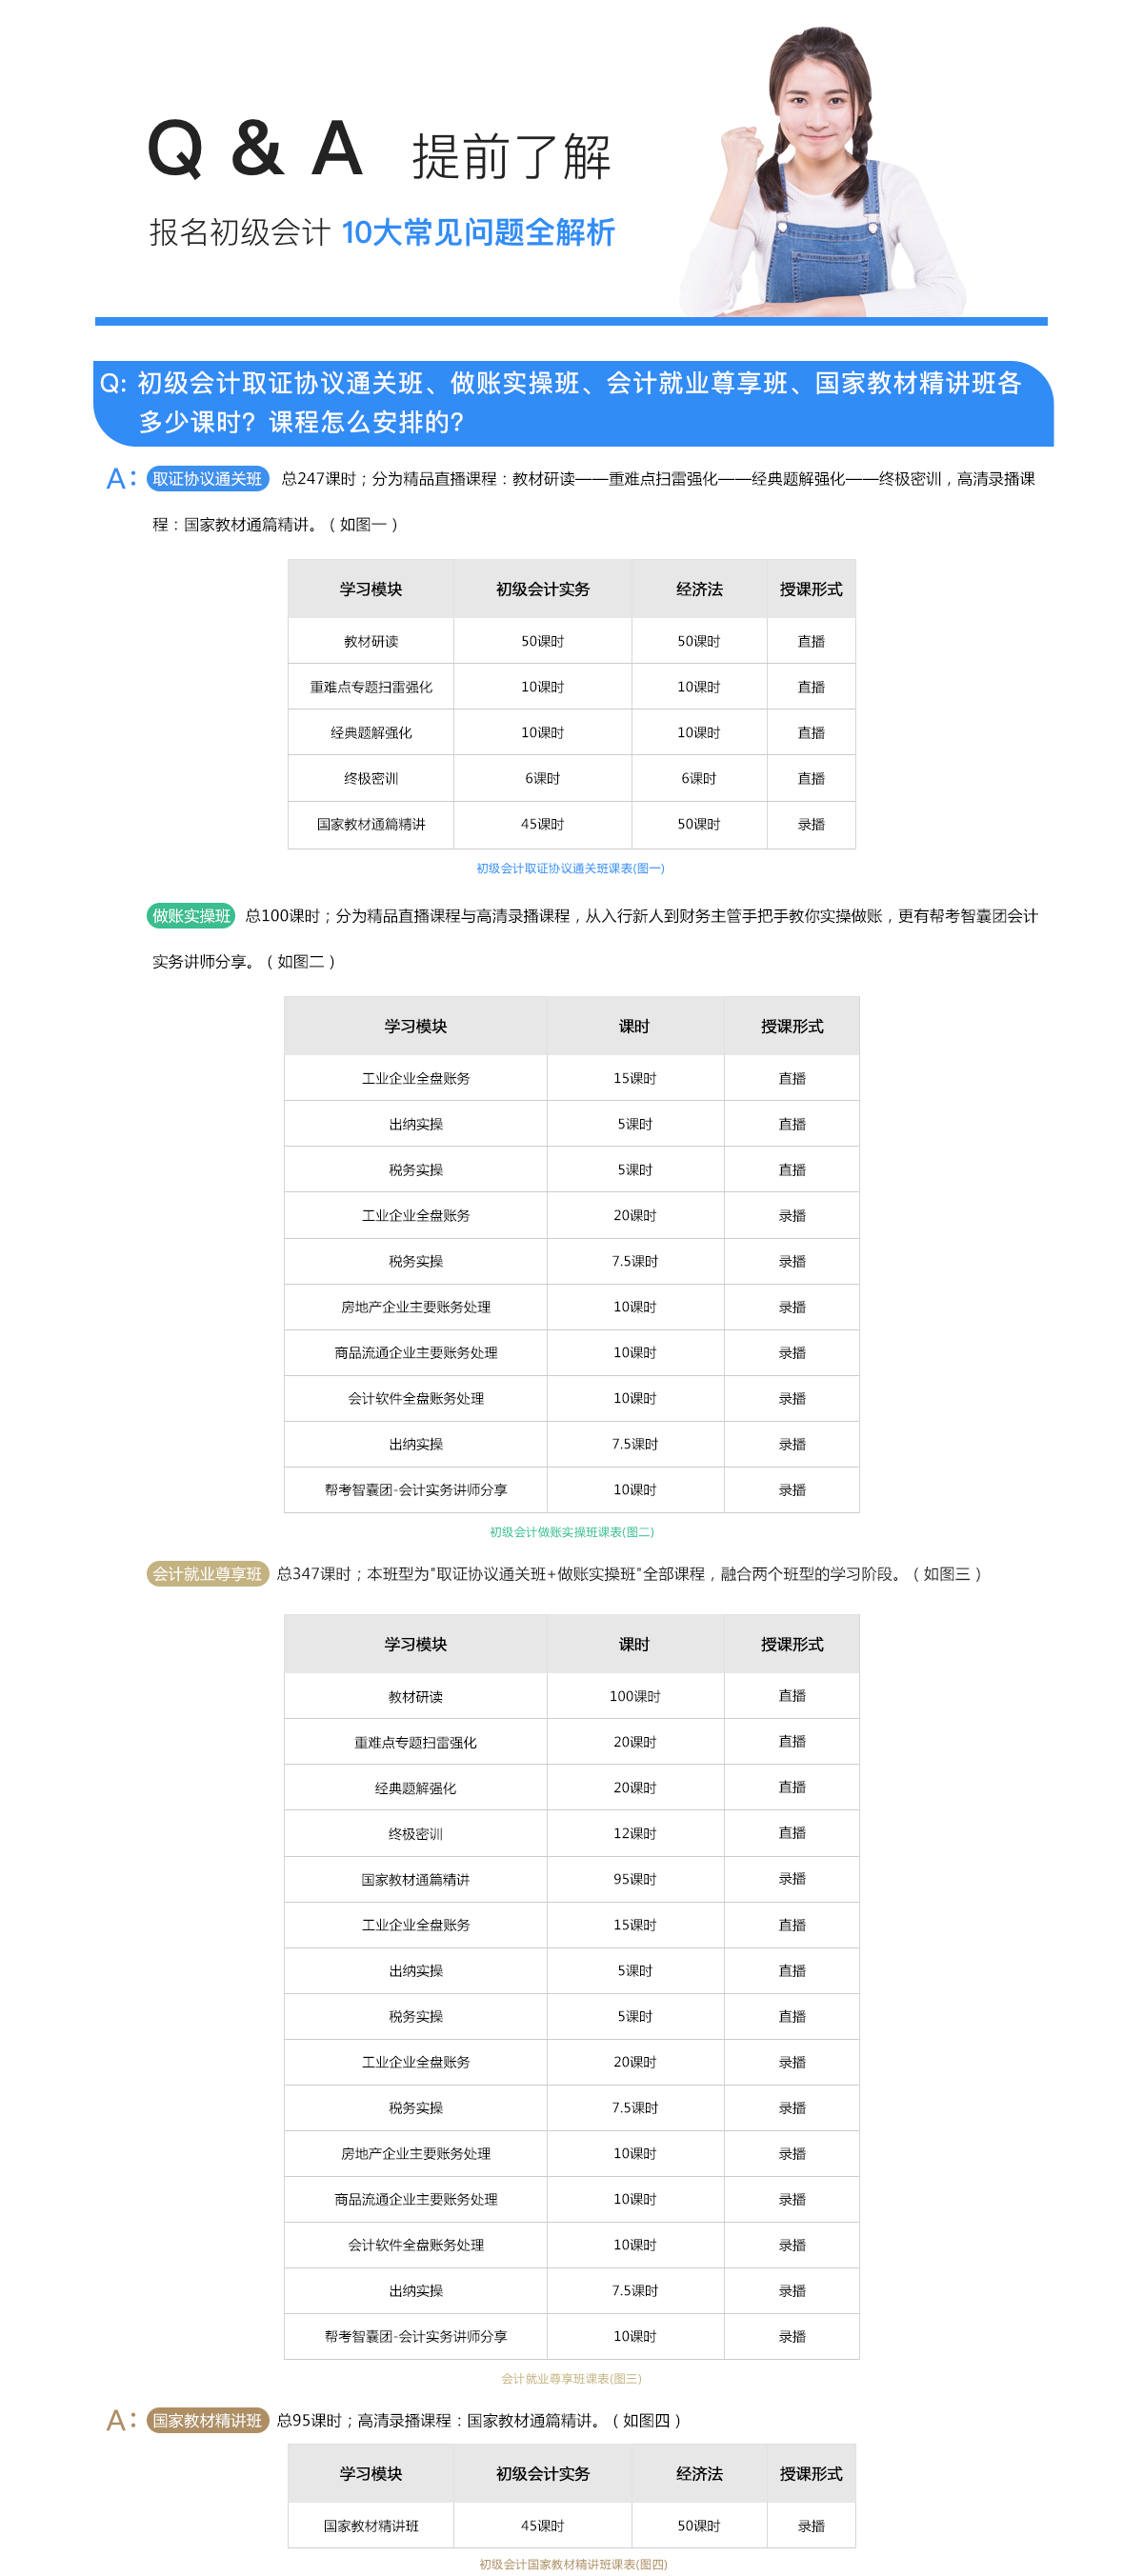 Q & A 提前了解
报名初级会计 10大常见问题全解析
Q: 初级会计取证协议通关班、做账实操班、会计就业尊享班、国家教材精讲班各
多少课时？课程怎么安排的？
A： 取证协议通关班 总247课时；分为精品直播课程：教材研读——重难点扫雷强化——经典题解强化——终极密训，高清录播课
程：国家教材通篇精讲。（如图一）
学习模块 初级会计实务 经济法 授课形式
教材研读 50课时 50课时 直播
重难点专题扫雷强化 10课时 10课时 直播
经典题解强化 10课时 10课时 直播
终极密训 6课时 6课时 直播
国家教材通篇精讲 45课时 50课时 录播
初级会计取证协议通关班课表(图一)
做账实操班 总100课时；分为精品直播课程与高清录播课程，从入行新人到财务主管手把手教你实操做账，更有帮考智囊团会计
实务讲师分享。（如图二）
学习模块 课时 授课形式
工业企业全盘账务 15课时 直播
出纳实操 5课时 直播
税务实操 5课时 直播
工业企业全盘账务 20课时 录播
税务实操 7.5课时 录播
房地产企业主要账务处理 10课时 录播
商品流通企业主要账务处理 10课时 录播
会计软件全盘账务处理 10课时 录播
出纳实操 7.5课时 录播
帮考智囊团-会计实务讲师分享 10课时 录播
初级会计做账实操班课表(图二)
会计就业尊享班 总347课时；本班型为"取证协议通关班+做账实操班"全部课程，融合两个班型的学习阶段。（如图三）
学习模块 课时 授课形式
教材研读 100课时 直播
重难点专题扫雷强化 20课时 直播
经典题解强化 20课时 直播
终极密训 12课时 直播
国家教材通篇精讲 95课时 录播
工业企业全盘账务 15课时 直播
出纳实操 5课时 直播
税务实操 5课时 直播
工业企业全盘账务 20课时 录播
税务实操 7.5课时 录播
房地产企业主要账务处理 10课时 录播
商品流通企业主要账务处理 10课时 录播
会计软件全盘账务处理 10课时 录播
出纳实操 7.5课时 录播
帮考智囊团-会计实务讲师分享 10课时 录播
会计就业尊享班课表(图三)
A： 国家教材精讲班 总95课时；高清录播课程：国家教材通篇精讲。（如图四）
学习模块 初级会计实务 经济法 授课形式
国家教材精讲班 45课时 50课时 录播
初级会计国家教材精讲班课表(图四)